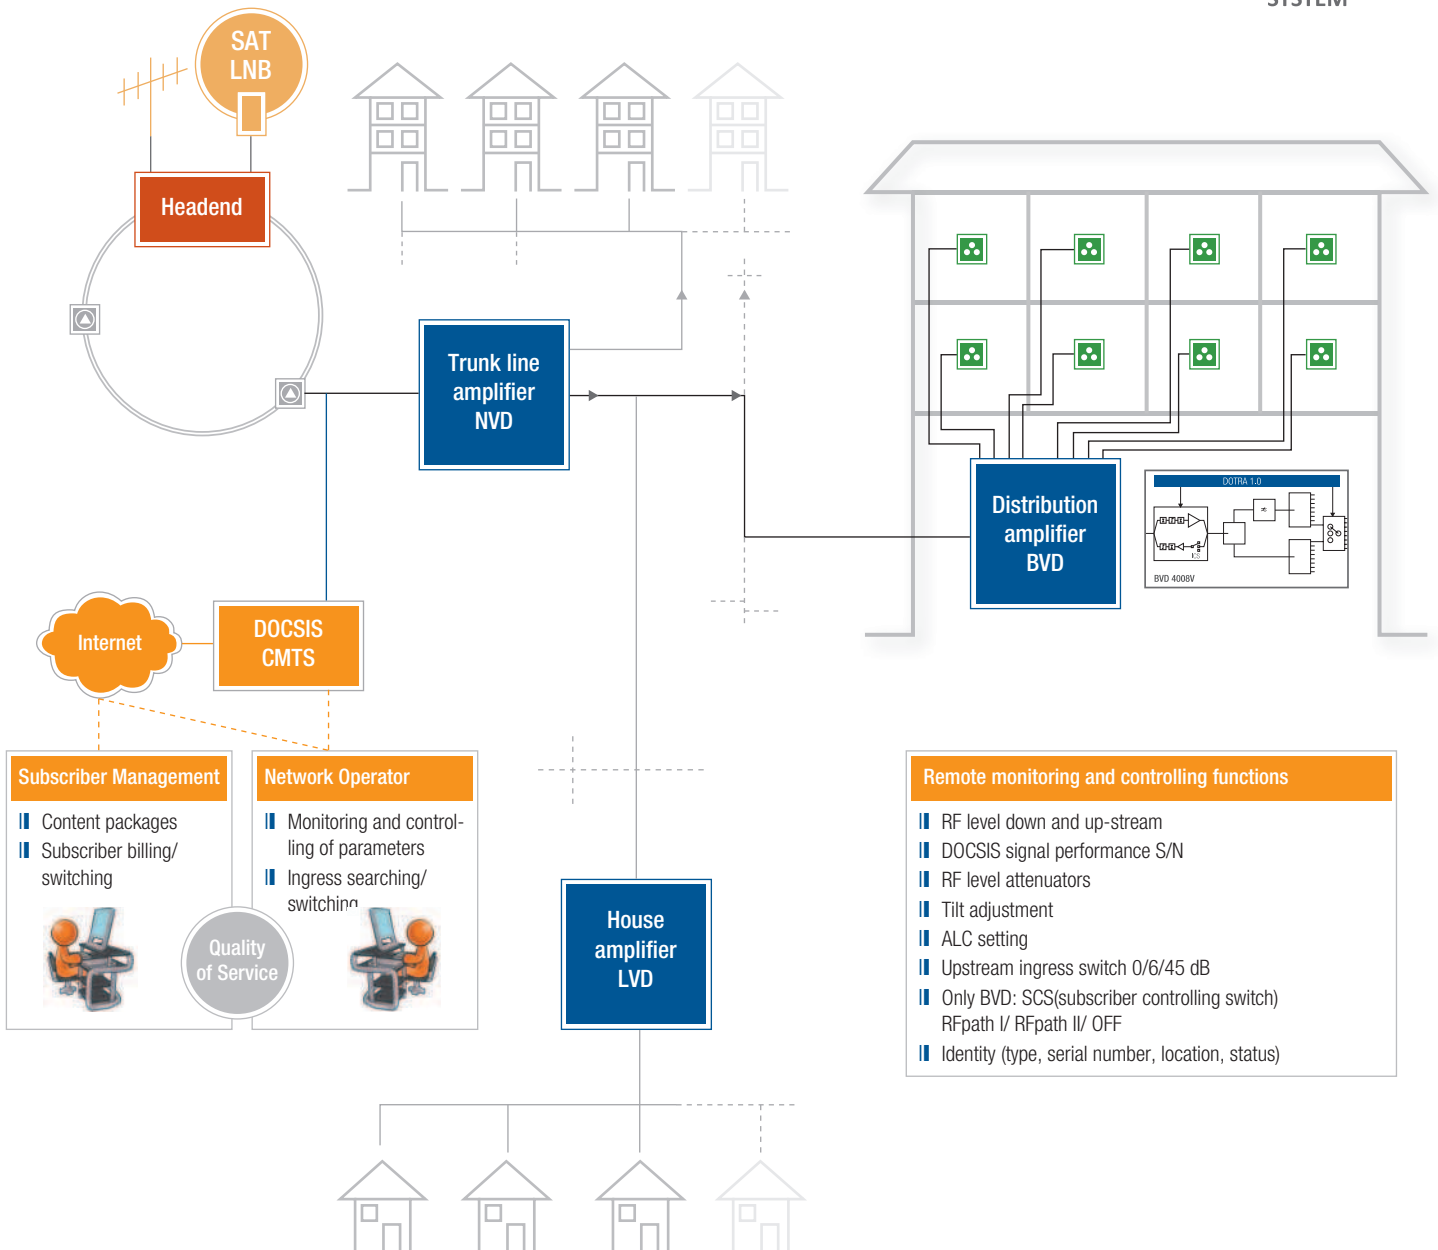 SYSTEM
SAT
LNB
Headend
Trunk line
amplifier
NVD
Distribution
amplifier
BVD
DOTRA 1.0
ICS
BVD 4008V
Internet
DOCSIS
CMTS
Subscriber Management
Content packages
Subscriber billing/
switching
Network Operator
Monitoring and control-
ling of parameters
Ingress searching/
switching
Quality
of Service
House
amplifier
LVD
Remote monitoring and controlling functions
RF level down and up-stream
DOCSIS signal performance S/N
RF level attenuators
Tilt adjustment
ALC setting
Upstream ingress switch 0/6/45 dB
Only BVD: SCS(subscriber controlling switch)
RFpath I/ RFpath II/ OFF
Identity (type, serial number, location, status)